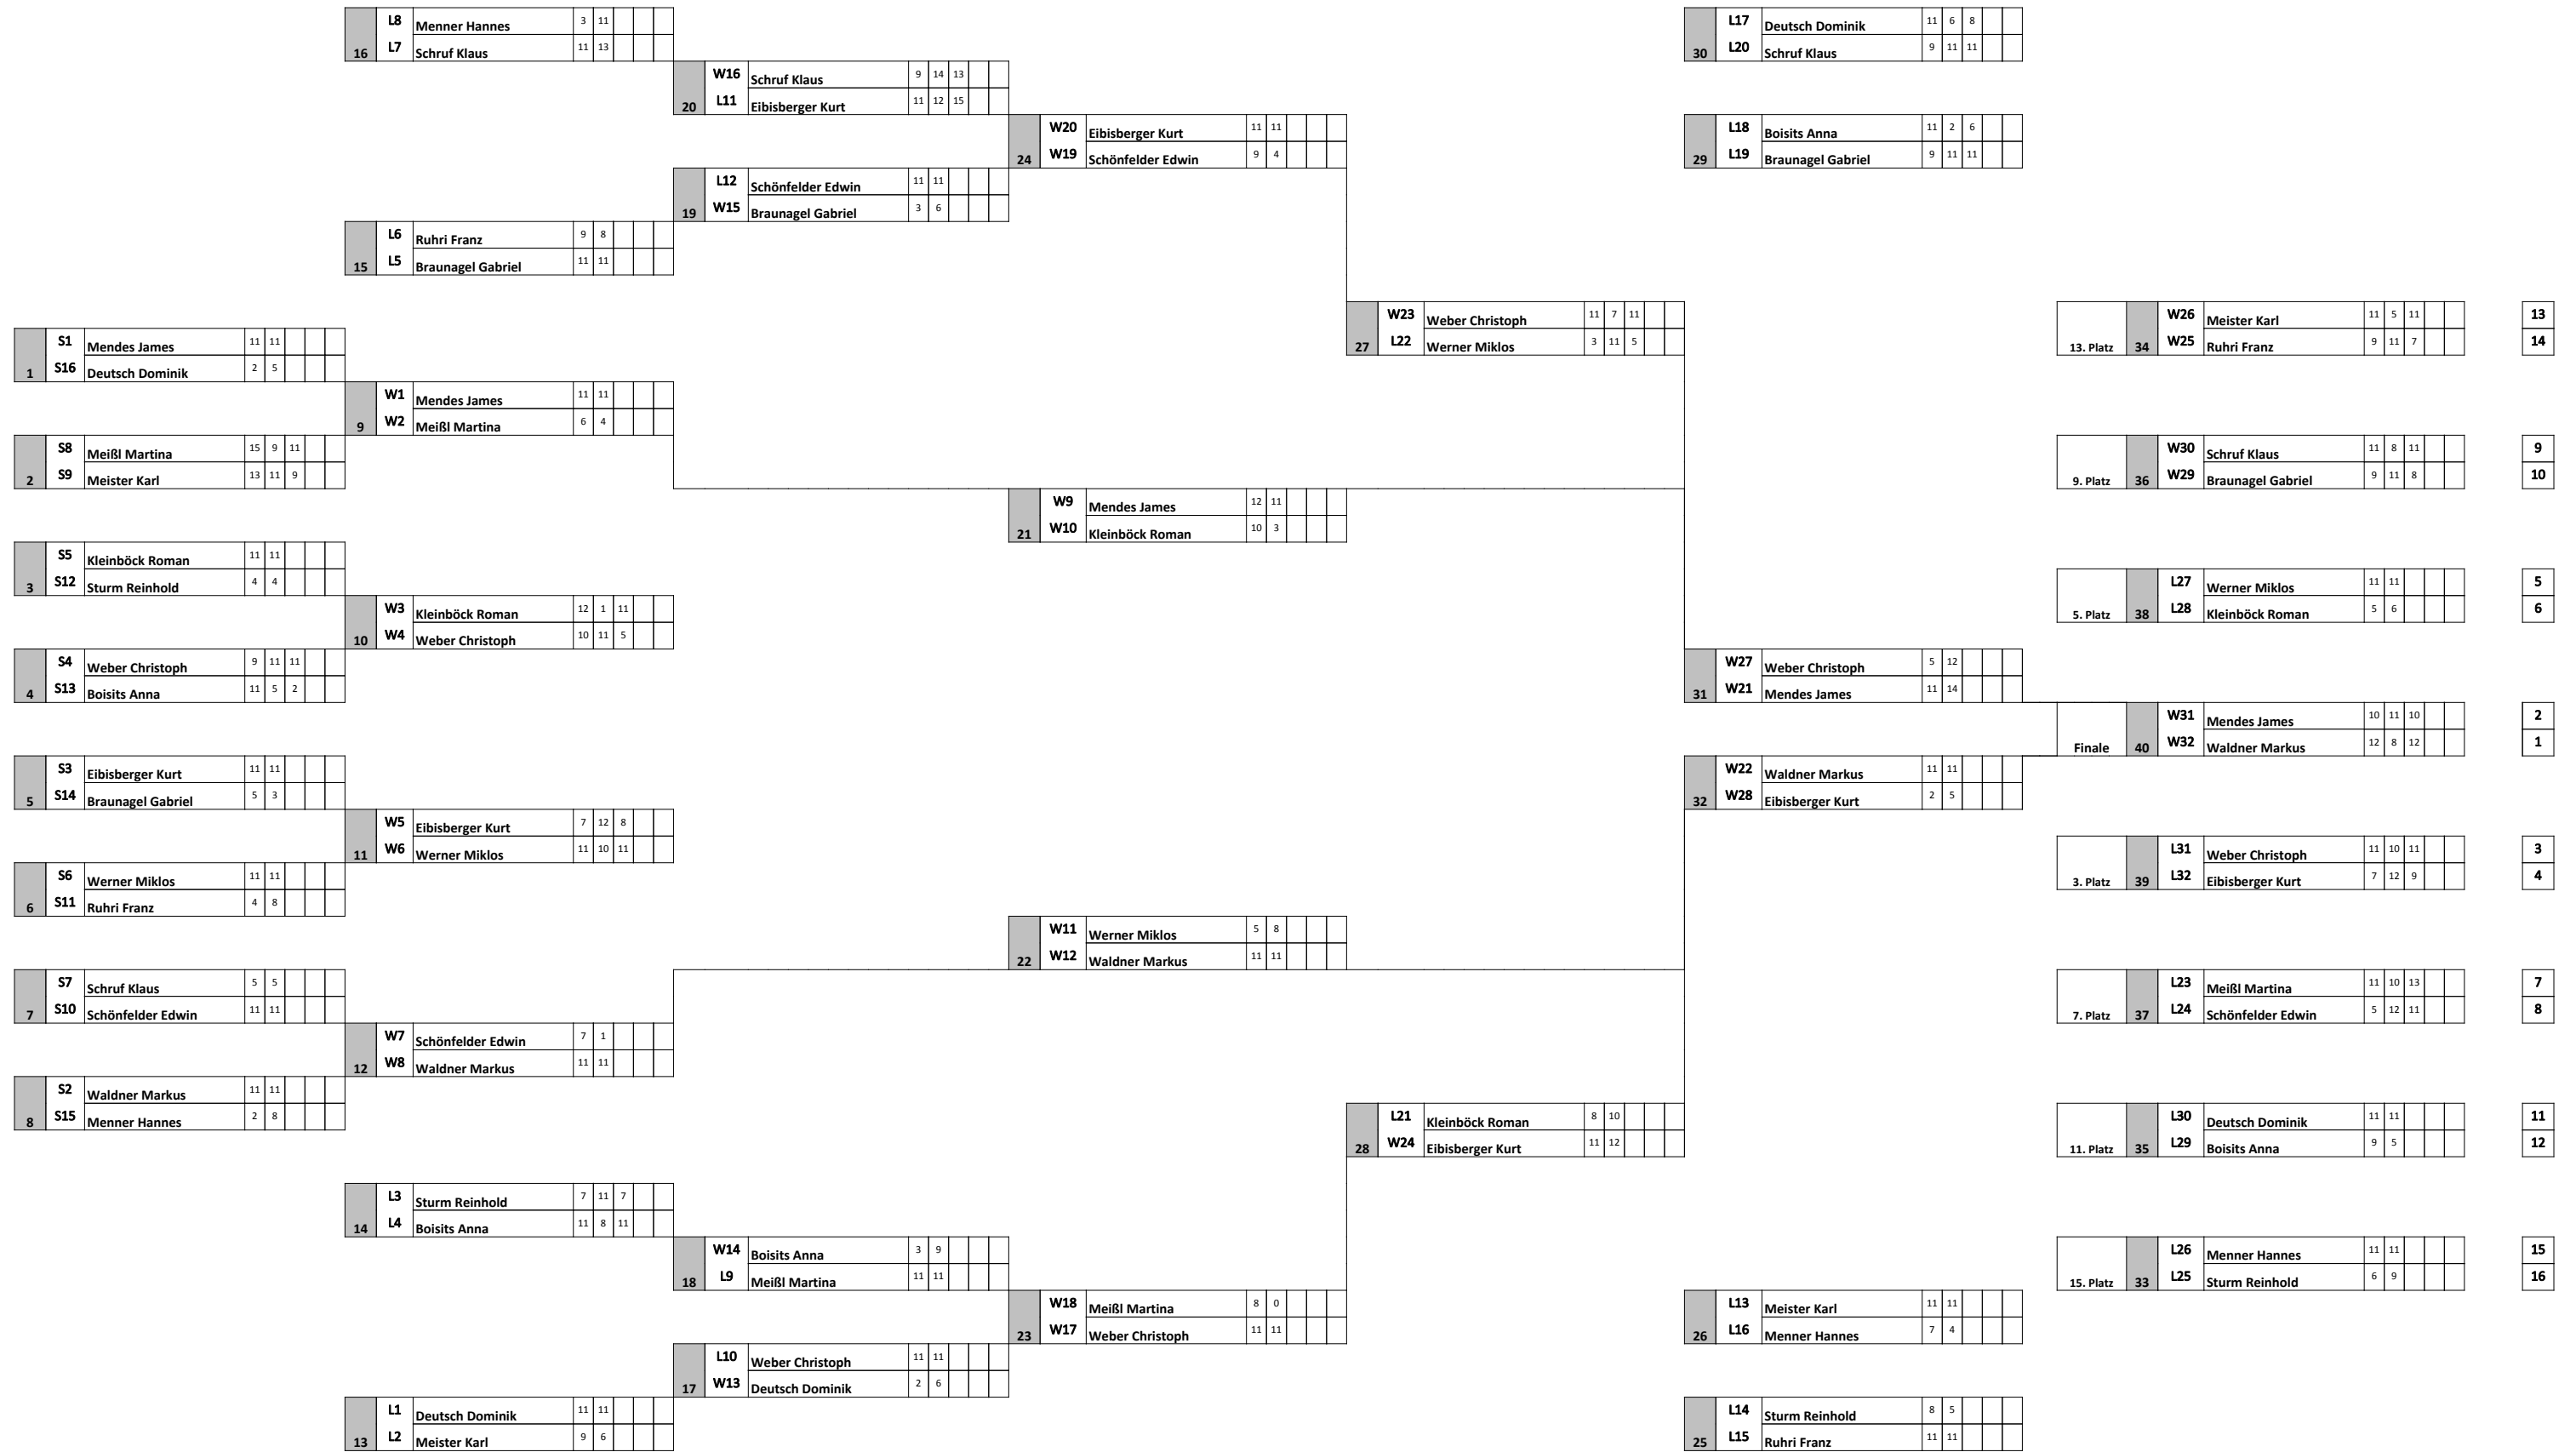 L8 Menner Hannes 3 11
16 L7 Schruf Klaus 11 13
L17 Deutsch Dominik 11 6 8
30 L20 Schruf Klaus 9 11 11
W16 Schruf Klaus 9 14 13
20 L11 Eibisberger Kurt 11 12 15
W20 Eibisberger Kurt 11 11
24 W19 Schönfelder Edwin 9 4
L18 Boisits Anna 11 2 6
29 L19 Braunagel Gabriel 9 11 11
L12 Schönfelder Edwin 11 11
19 W15 Braunagel Gabriel 3 6
L6 Ruhri Franz 9 8
15 L5 Braunagel Gabriel 11 11
W23 Weber Christoph 11 7 11
27 L22 Werner Miklos 3 11 5
W26 Meister Karl 11 5 11 13
13. Platz 34 W25 Ruhri Franz 9 11 7 14
S1 Mendes James 11 11
1 S16 Deutsch Dominik 2 5
W1 Mendes James 11 11
9 W2 Meißl Martina 6 4
S8 Meißl Martina 15 9 11
2 S9 Meister Karl 13 11 9
W30 Schruf Klaus 11 8 11 9
9. Platz 36 W29 Braunagel Gabriel 9 11 8 10
W9 Mendes James 12 11
21 W10 Kleinböck Roman 10 3
S5 Kleinböck Roman 11 11
3 S12 Sturm Reinhold 4 4
L27 Werner Miklos 11 11 5
5. Platz 38 L28 Kleinböck Roman 5 6 6
W3 Kleinböck Roman 12 1 11
10 W4 Weber Christoph 10 11 5
S4 Weber Christoph 9 11 11
4 S13 Boisits Anna 11 5 2
W27 Weber Christoph 5 12
31 W21 Mendes James 11 14
W31 Mendes James 10 11 10 2
Finale 40 W32 Waldner Markus 12 8 12 1
S3 Eibisberger Kurt 11 11
5 S14 Braunagel Gabriel 5 3
W22 Waldner Markus 11 11
32 W28 Eibisberger Kurt 2 5
W5 Eibisberger Kurt 7 12 8
11 W6 Werner Miklos 11 10 11
L31 Weber Christoph 11 10 11 3
3. Platz 39 L32 Eibisberger Kurt 7 12 9 4
S6 Werner Miklos 11 11
6 S11 Ruhri Franz 4 8
W11 Werner Miklos 5 8
22 W12 Waldner Markus 11 11
S7 Schruf Klaus 5 5
7 S10 Schönfelder Edwin 11 11
L23 Meißl Martina 11 10 13 7
7. Platz 37 L24 Schönfelder Edwin 5 12 11 8
W7 Schönfelder Edwin 7 1
12 W8 Waldner Markus 11 11
S2 Waldner Markus 11 11
8 S15 Menner Hannes 2 8
L21 Kleinböck Roman 8 10
28 W24 Eibisberger Kurt 11 12
L30 Deutsch Dominik 11 11 11
11. Platz 35 L29 Boisits Anna 9 5 12
L3 Sturm Reinhold 7 11 7
14 L4 Boisits Anna 11 8 11
W14 Boisits Anna 3 9
18 L9 Meißl Martina 11 11
L26 Menner Hannes 11 11 15
15. Platz 33 L25 Sturm Reinhold 6 9 16
W18 Meißl Martina 8 0
23 W17 Weber Christoph 11 11
L13 Meister Karl 11 11
26 L16 Menner Hannes 7 4
L10 Weber Christoph 11 11
17 W13 Deutsch Dominik 2 6
L1 Deutsch Dominik 11 11
13 L2 Meister Karl 9 6
L14 Sturm Reinhold 8 5
25 L15 Ruhri Franz 11 11